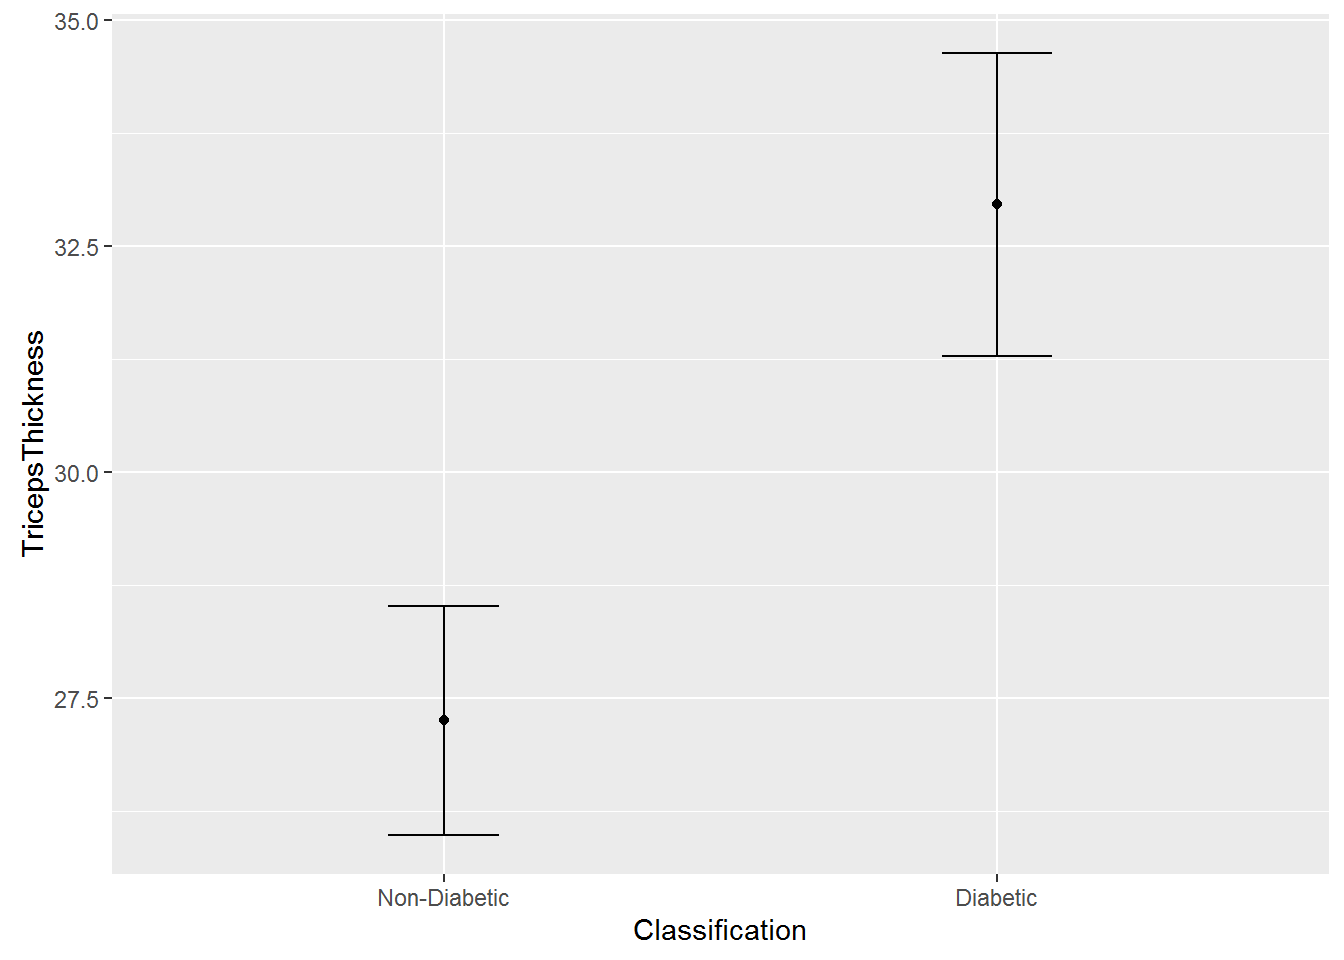 35.0
32.5
30.0
27.5
TricepsThickness
Non-Diabetic
Diabetic
Classification